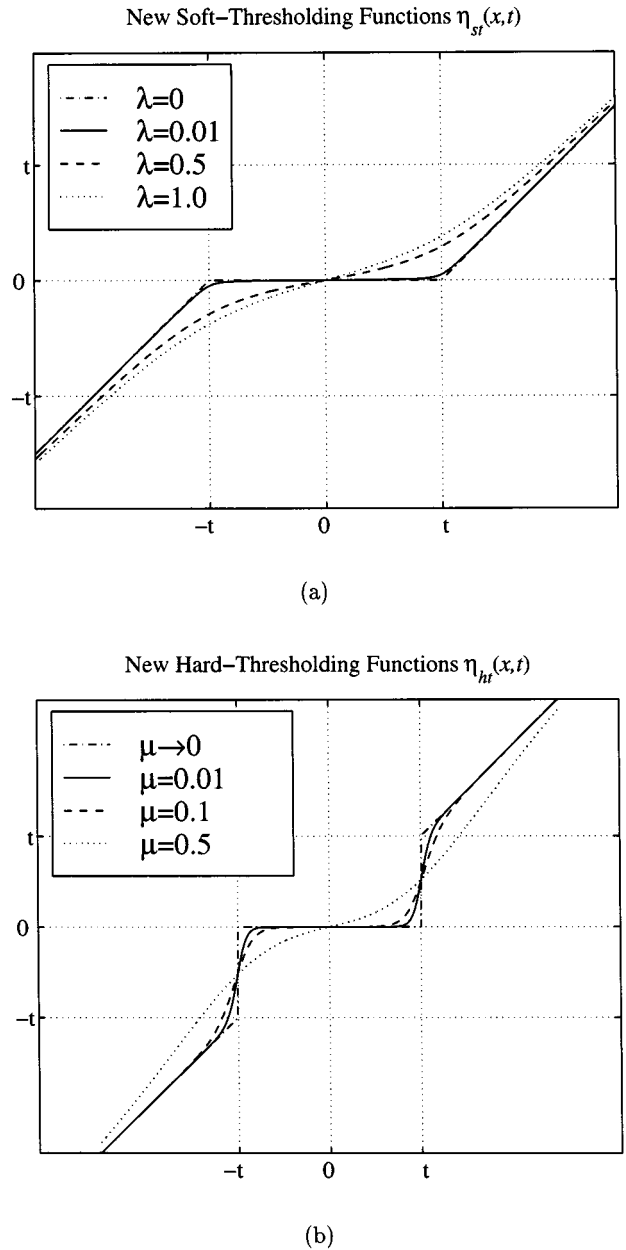 New Soft−Thresholding Functions η_st(x,t)
λ=0
λ=0.01
λ=0.5
λ=1.0
t
0
−t
−t 0 t
(a)
New Hard−Thresholding Functions η_ht(x,t)
μ→0
μ=0.01
μ=0.1
μ=0.5
t
0
−t
−t 0 t
(b)